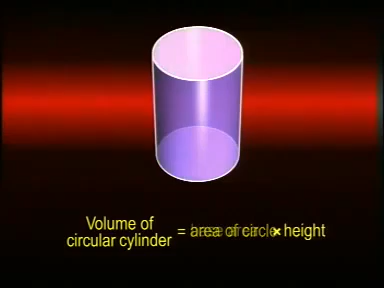 Volume of
circular cylinder = area of circle × height